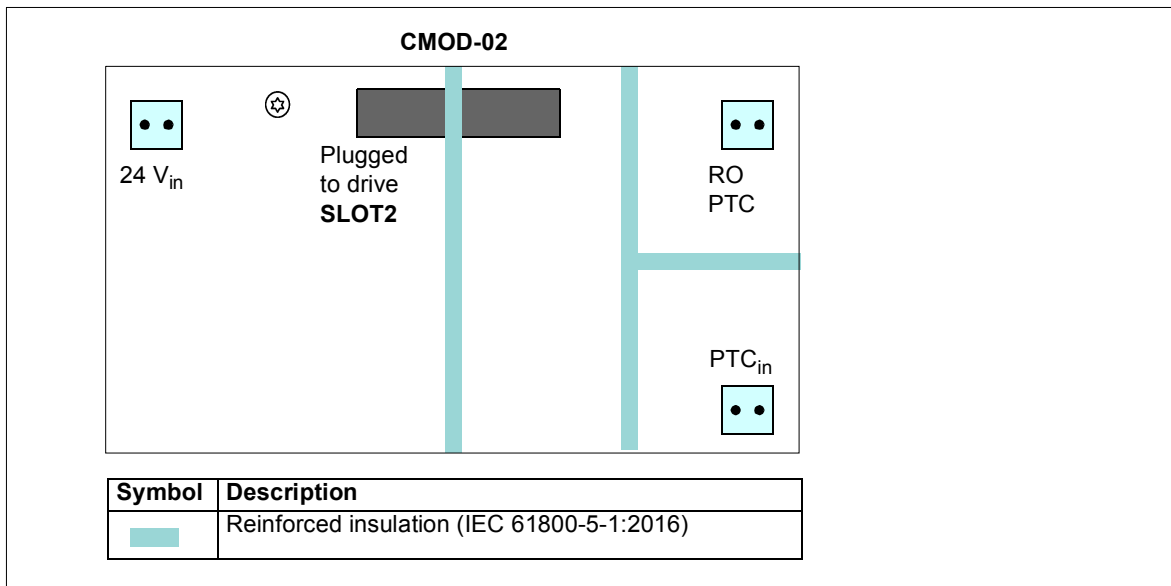 CMOD-02
24 Vin
Plugged
to drive
SLOT2
RO
PTC
PTCin
Symbol Description
Reinforced insulation (IEC 61800-5-1:2016)